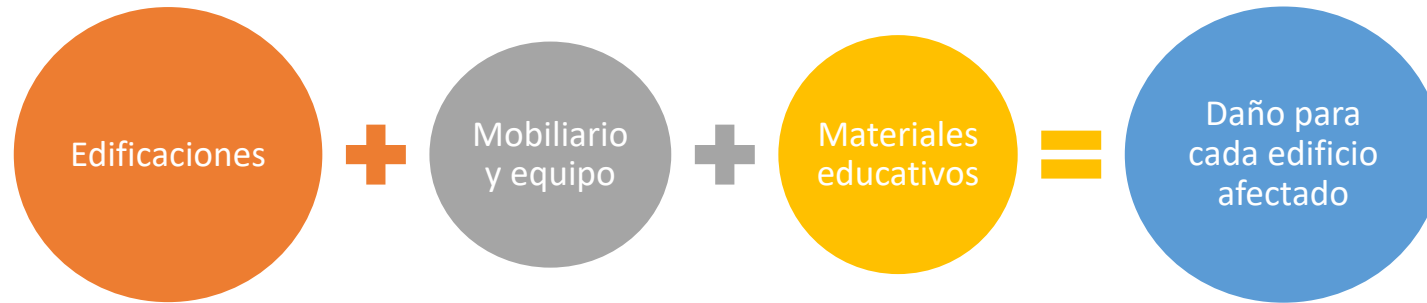 Edificaciones
Mobiliario
y equipo
Materiales
educativos
Daño para
cada edificio
afectado